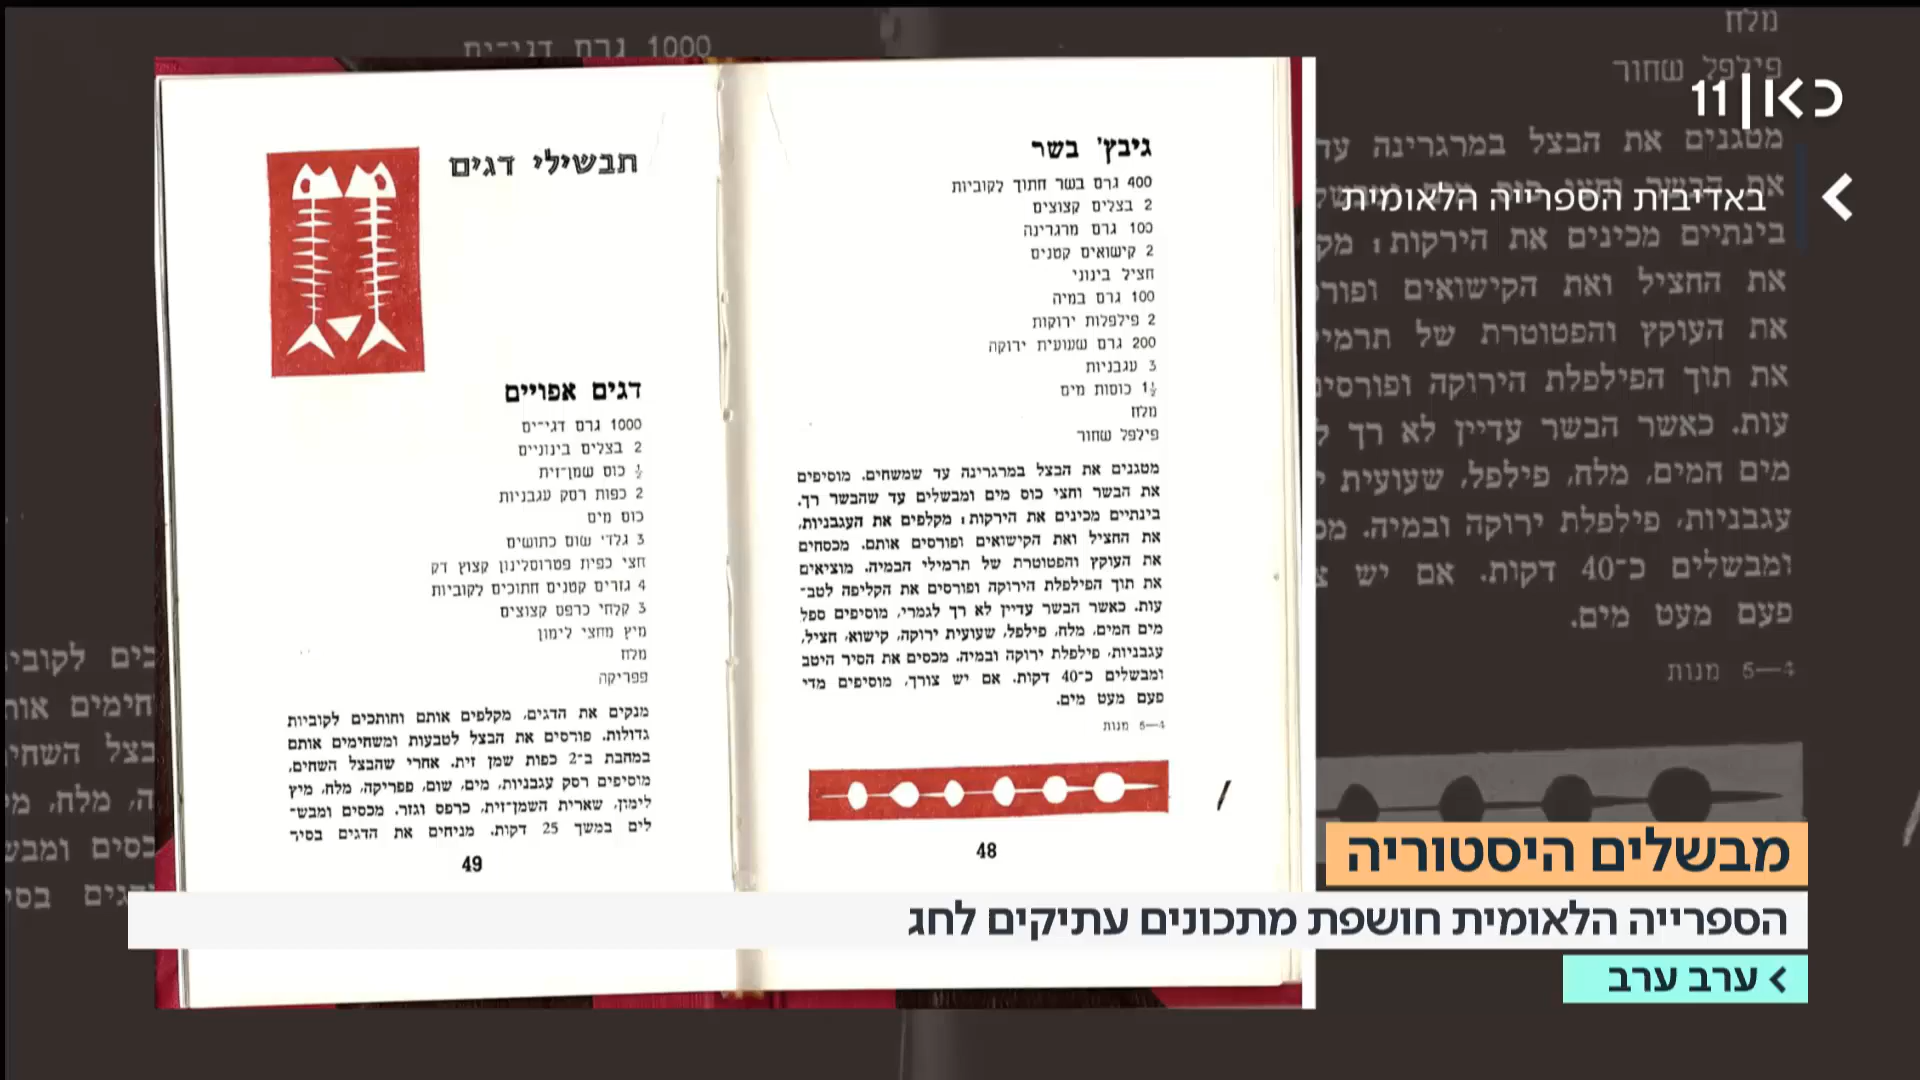 כאן 11
באדיבות הספרייה הלאומית
גיבץ' בשר
400 גרם בשר חתוך לקוביות
2 בצלים קצוצים
100 גרם מרגרינה
2 קישואים קטנים
חציל בינוני
100 גרם במיה
2 פילפלות ירוקות
200 גרם שעועית ירוקה
3 עגבניות
1½ כוסות מים
מלח
פילפל שחור
מטגנים את הבצל במרגרינה עד שמשחים. מוסיפים
את הבשר וחצי כוס מים ומבשלים עד שהבשר רך.
בינתיים מכינים את הירקות: מקלפים את העגבניות,
את החציל ואת הקישואים ופורסים אותם. מכסחים
את העוקץ והפטוטרת של תרמילי הבמיה. מוציאים
את תוך הפילפלת הירוקה ופורסים את הקליפה לטב־
עות. כאשר הבשר עדיין לא רך לגמרי, מוסיפים ספל
מים חמים, מלח, פילפל, שעועית ירוקה, קישוא, חציל,
עגבניות, פילפלת ירוקה ובמיה. מכסים את הסיר היטב
ומבשלים כ־40 דקות. אם יש צורך, מוסיפים מדי
פעם מעט מים.
4—5 מנות
48
תבשילי דגים
דגים אפויים
1000 גרם דגי־ים
2 בצלים בינוניים
½ כוס שמן־זית
2 כפות רסק עגבניות
כוס מים
3 גלדי שום כתושים
חצי כפית פטרוסלינון קצוץ דק
4 גזרים קטנים חתוכים לקוביות
3 קלחי כרפס קצוצים
מיץ מחצי לימון
מלח
פפריקה
מנקים את הדגים, מקלפים אותם וחותכים לקוביות
גדולות. פורסים את הבצל לטבעות ומשחימים אותם
במחבת ב־2 כפות שמן זית. אחרי שהבצל השחים,
מוסיפים רסק עגבניות, מים, שום, פפריקה, מלח, מיץ
לימון, שארית השמן־זית, כרפס וגזר. מכסים ומבש־
לים במשך 25 דקות. מניחים את הדגים בסיר
49
מבשלים היסטוריה
הספרייה הלאומית חושפת מתכונים עתיקים לחג
ערב ערב